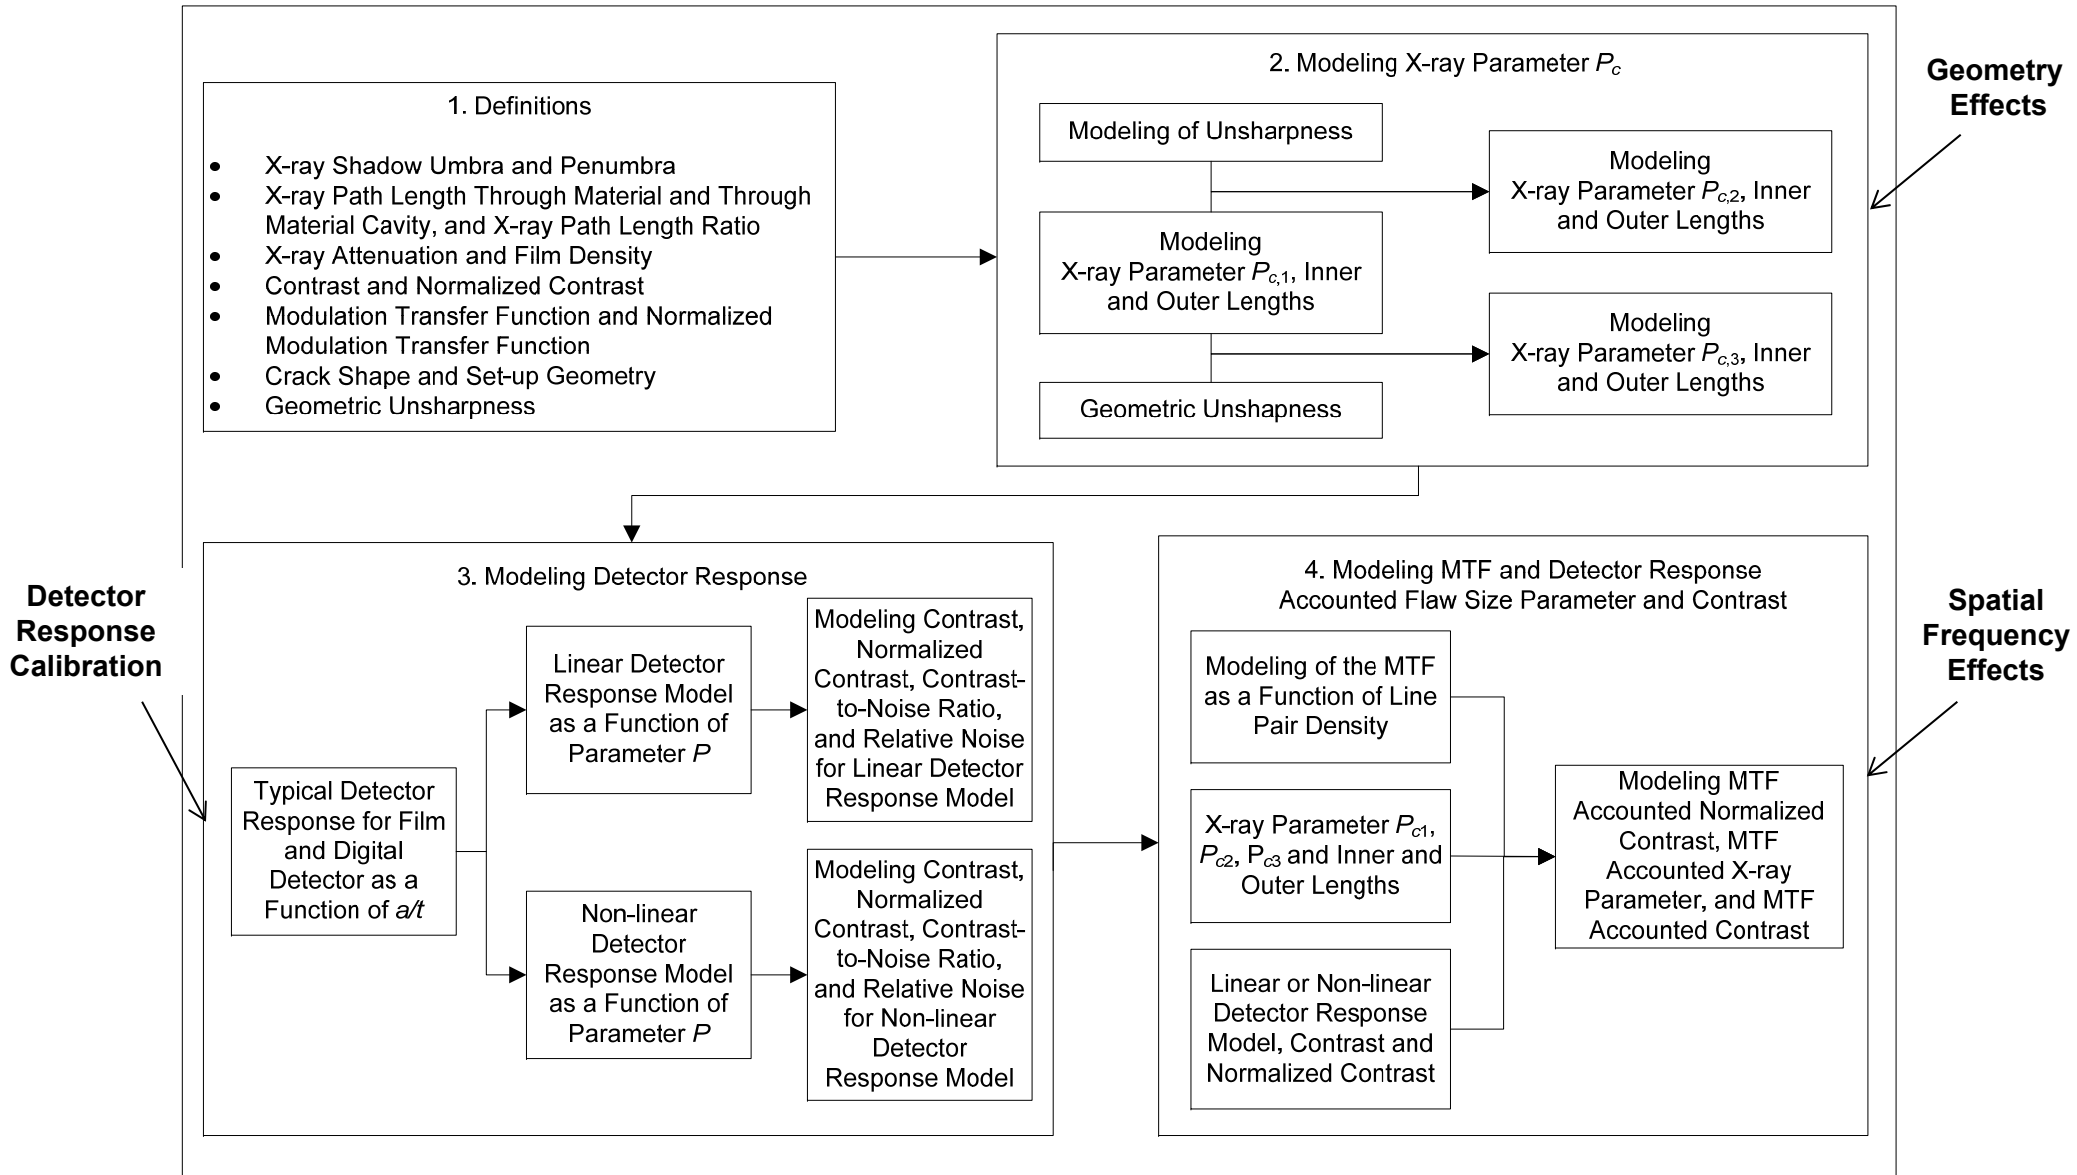 1. Definitions
• X-ray Shadow Umbra and Penumbra
• X-ray Path Length Through Material and Through
Material Cavity, and X-ray Path Length Ratio
• X-ray Attenuation and Film Density
• Contrast and Normalized Contrast
• Modulation Transfer Function and Normalized
Modulation Transfer Function
• Crack Shape and Set-up Geometry
• Geometric Unsharpness
2. Modeling X-ray Parameter Pc
Modeling of Unsharpness
Modeling
X-ray Parameter Pc,1, Inner
and Outer Lengths
Geometric Unshapness
Modeling
X-ray Parameter Pc,2, Inner
and Outer Lengths
Modeling
X-ray Parameter Pc,3, Inner
and Outer Lengths
Geometry
Effects
Detector
Response
Calibration
3. Modeling Detector Response
Typical Detector
Response for Film
and Digital
Detector as a
Function of a/t
Linear Detector
Response Model
as a Function of
Parameter P
Modeling Contrast,
Normalized
Contrast, Contrast-
to-Noise Ratio,
and Relative Noise
for Linear Detector
Response Model
Non-linear
Detector
Response Model
as a Function of
Parameter P
Modeling Contrast,
Normalized
Contrast, Contrast-
to-Noise Ratio,
and Relative Noise
for Non-linear
Detector
Response Model
4. Modeling MTF and Detector Response
Accounted Flaw Size Parameter and Contrast
Modeling of the MTF
as a Function of Line
Pair Density
X-ray Parameter Pc1,
Pc2, Pc3 and Inner and
Outer Lengths
Linear or Non-linear
Detector Response
Model, Contrast and
Normalized Contrast
Modeling MTF
Accounted Normalized
Contrast, MTF
Accounted X-ray
Parameter, and MTF
Accounted Contrast
Spatial
Frequency
Effects